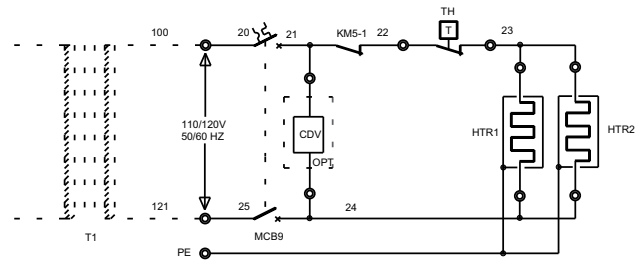 TH
100
20
21
KM5-1
22
T
23
110/120V
50/60 HZ
CDV
HTR1
HTR2
OPT
121
25
24
T1
MCB9
PE